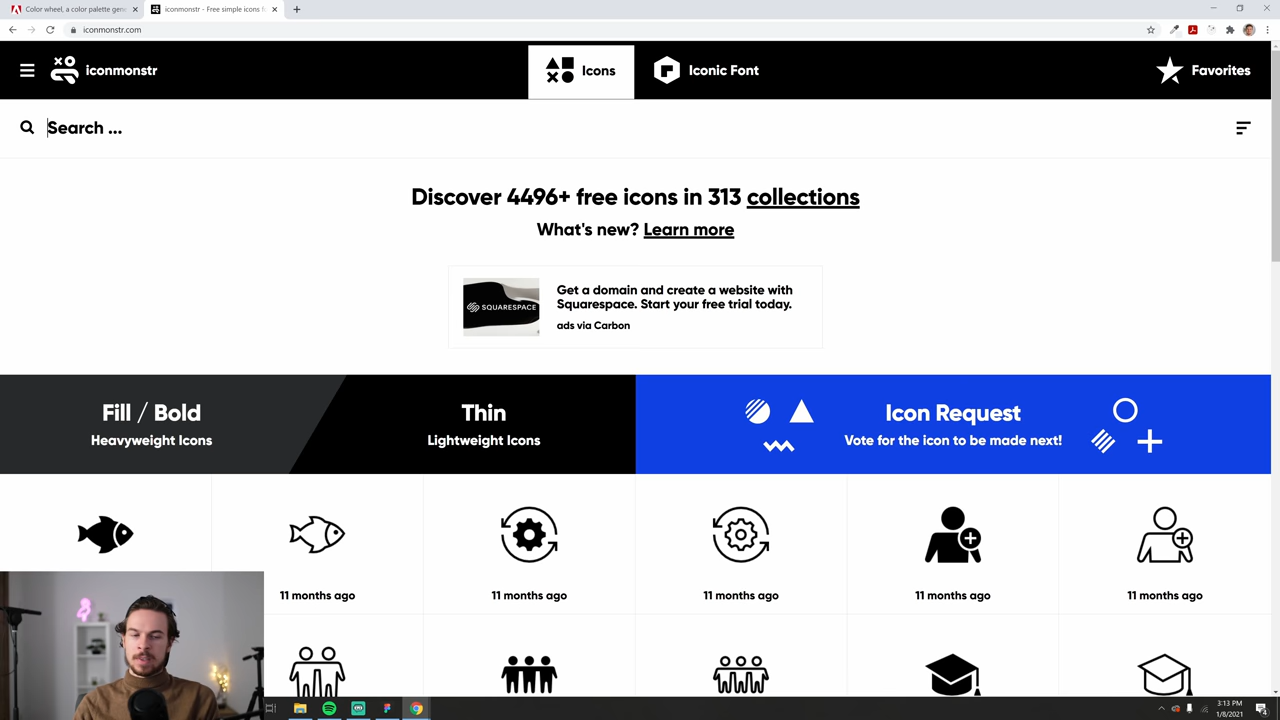 Color wheel, a color palette gen
iconmonstr - Free simple icons f
iconmonstr.com
iconmonstr
Icons
Iconic Font
Favorites
Search ...
Discover 4496+ free icons in 313 collections
What's new? Learn more
SQUARESPACE
Get a domain and create a website with
Squarespace. Start your free trial today.
ads via Carbon
Fill / Bold
Heavyweight Icons
Thin
Lightweight Icons
Icon Request
Vote for the icon to be made next!
11 months ago
11 months ago
11 months ago
11 months ago
11 months ago
3:13 PM
1/8/2021